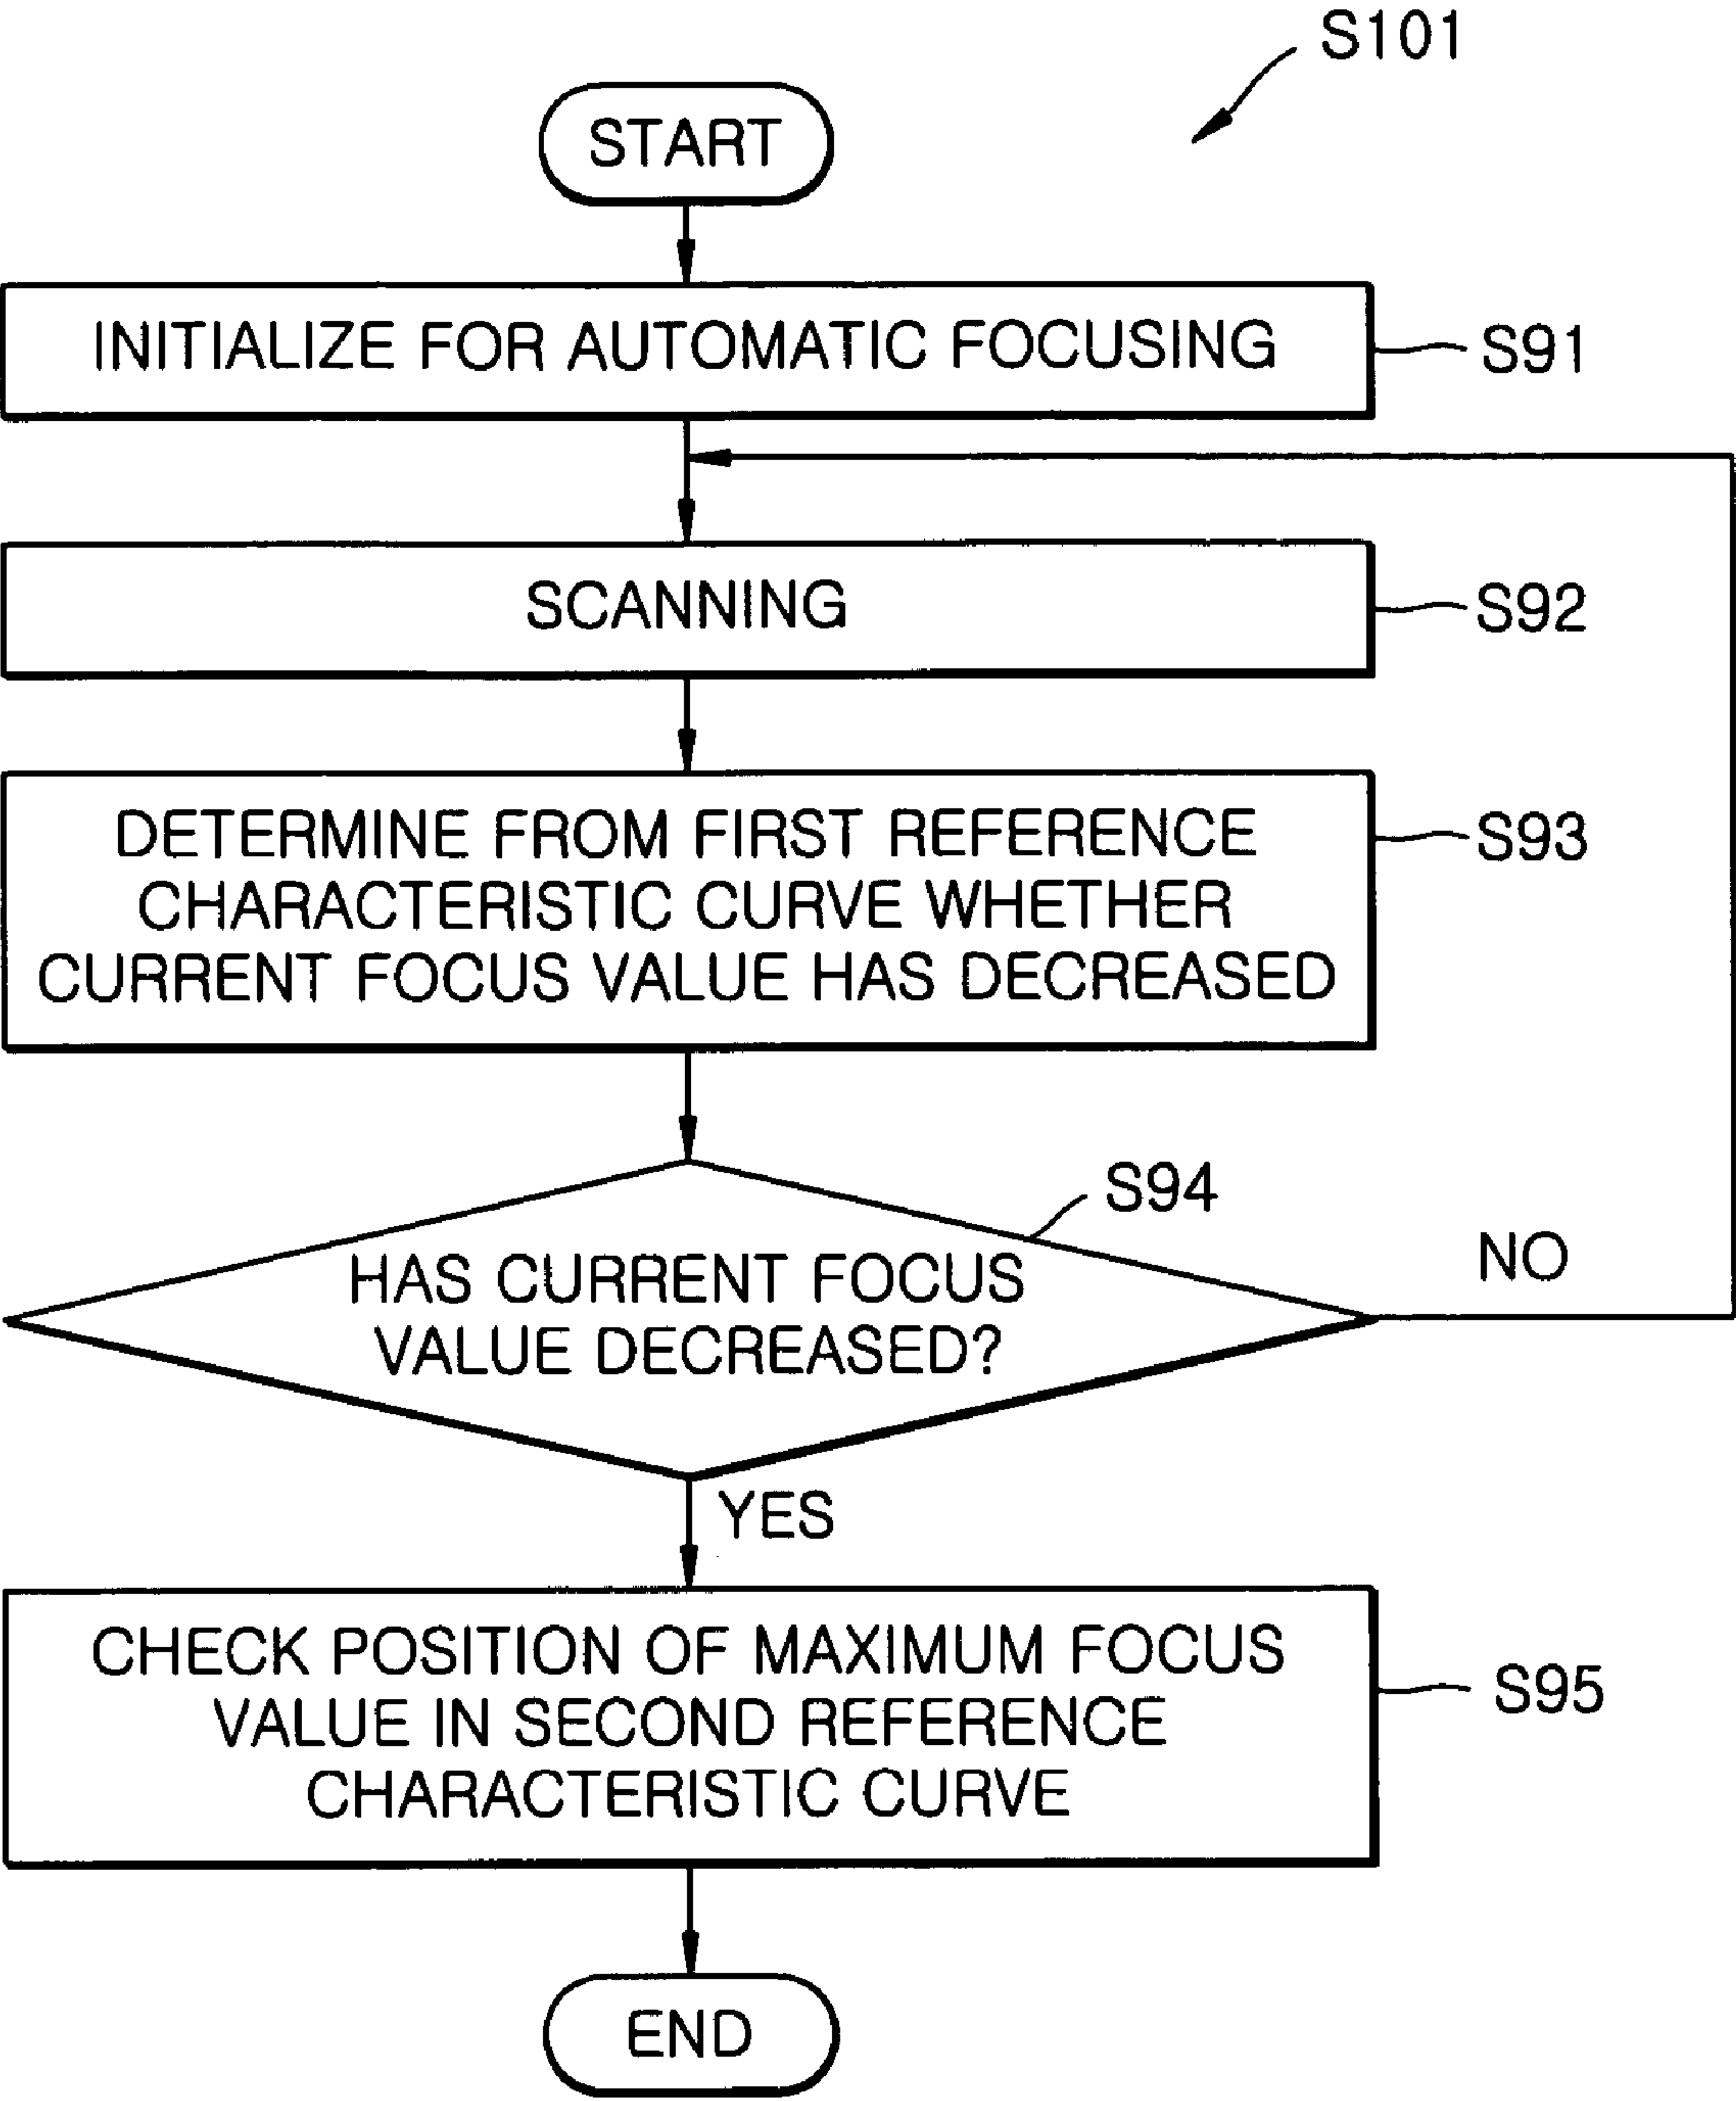 S101
START
INITIALIZE FOR AUTOMATIC FOCUSING
S91
SCANNING
S92
DETERMINE FROM FIRST REFERENCE
CHARACTERISTIC CURVE WHETHER
CURRENT FOCUS VALUE HAS DECREASED
S93
S94
HAS CURRENT FOCUS
VALUE DECREASED?
NO
YES
CHECK POSITION OF MAXIMUM FOCUS
VALUE IN SECOND REFERENCE
CHARACTERISTIC CURVE
S95
END